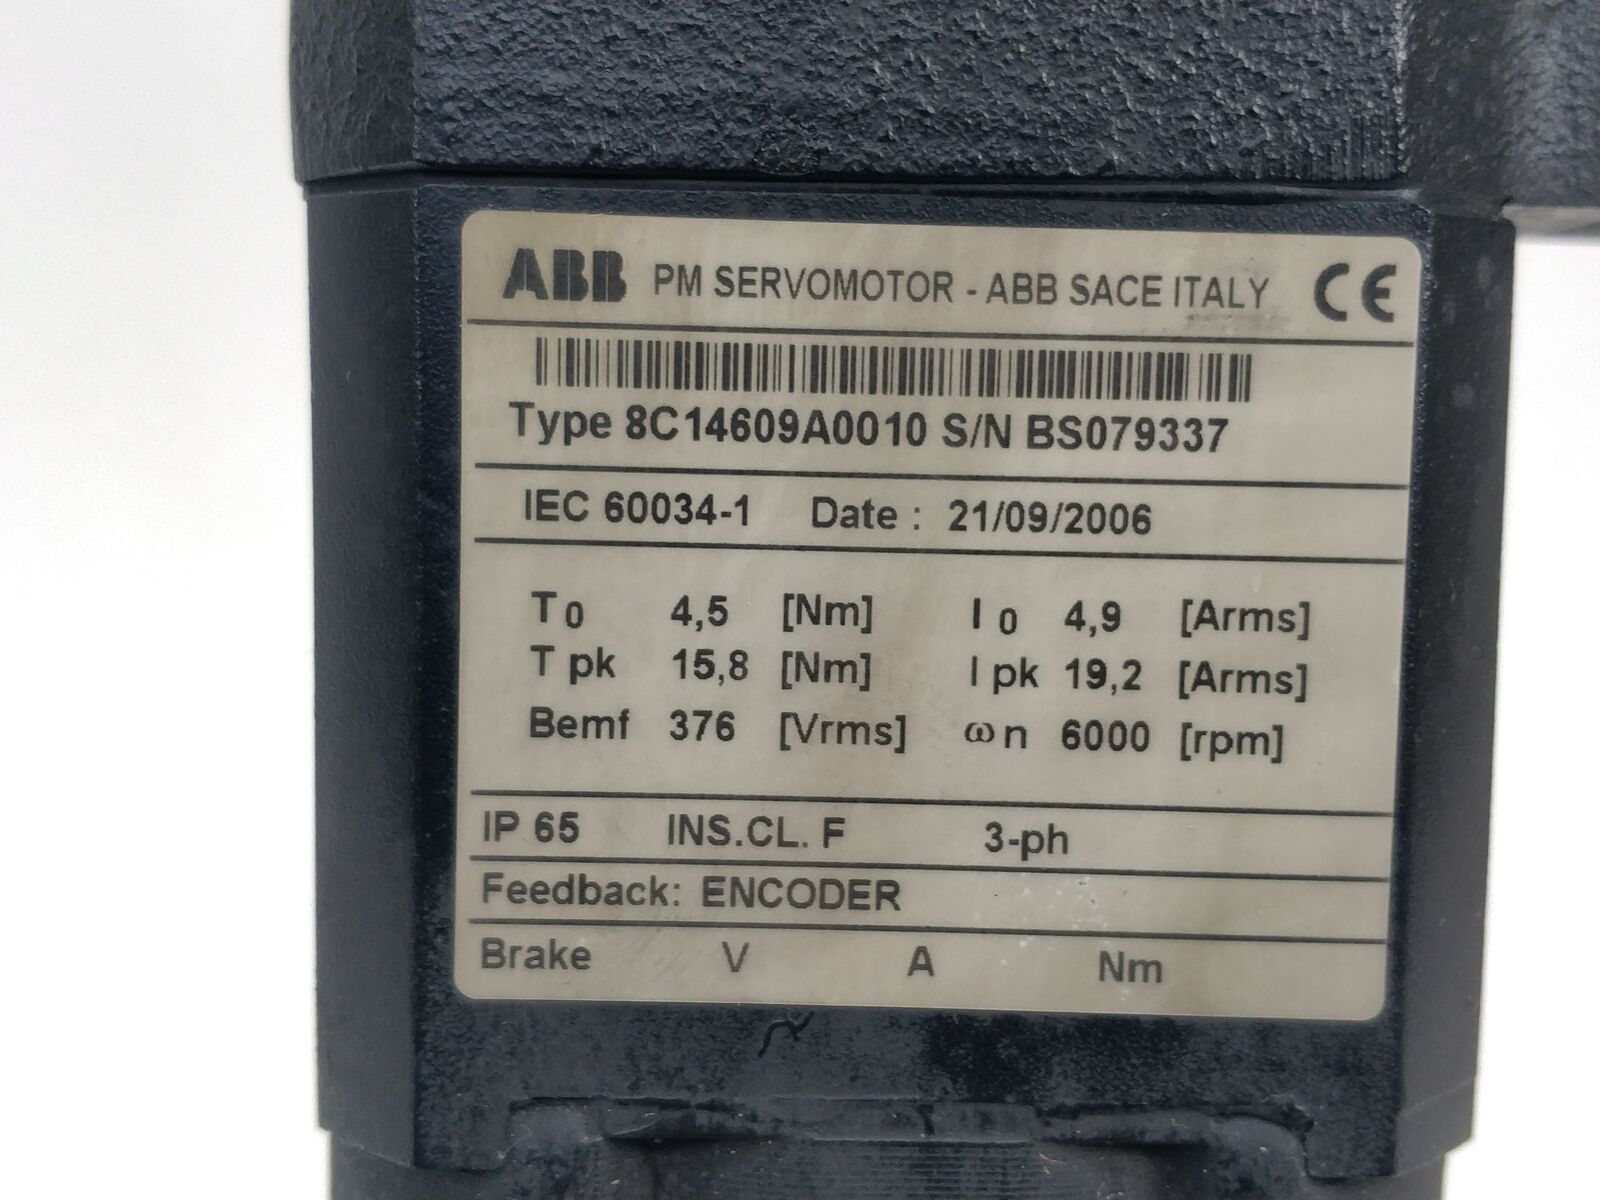 ABB PM SERVOMOTOR - ABB SACE ITALY CE
Type 8C14609A0010 S/N BS079337
IEC 60034-1 Date : 21/09/2006
T0 4,5 [Nm] I0 4,9 [Arms]
T pk 15,8 [Nm] I pk 19,2 [Arms]
Bemf 376 [Vrms] ωn 6000 [rpm]
IP 65 INS.CL. F 3-ph
Feedback: ENCODER
Brake V A Nm